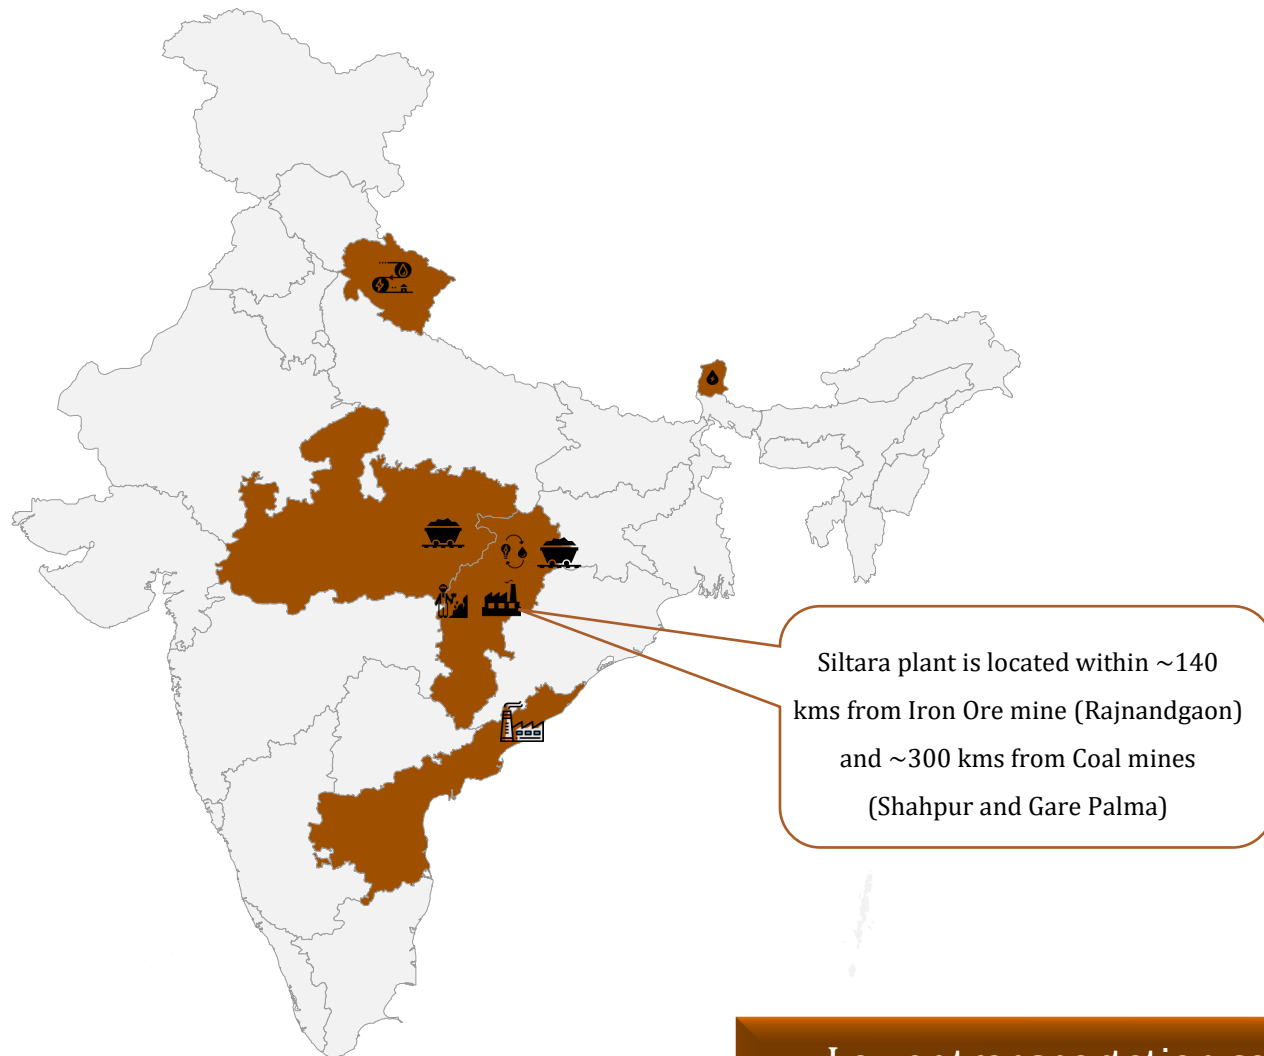 Siltara plant is located within ~140
kms from Iron Ore mine (Rajnandgaon)
and ~300 kms from Coal mines
(Shahpur and Gare Palma)